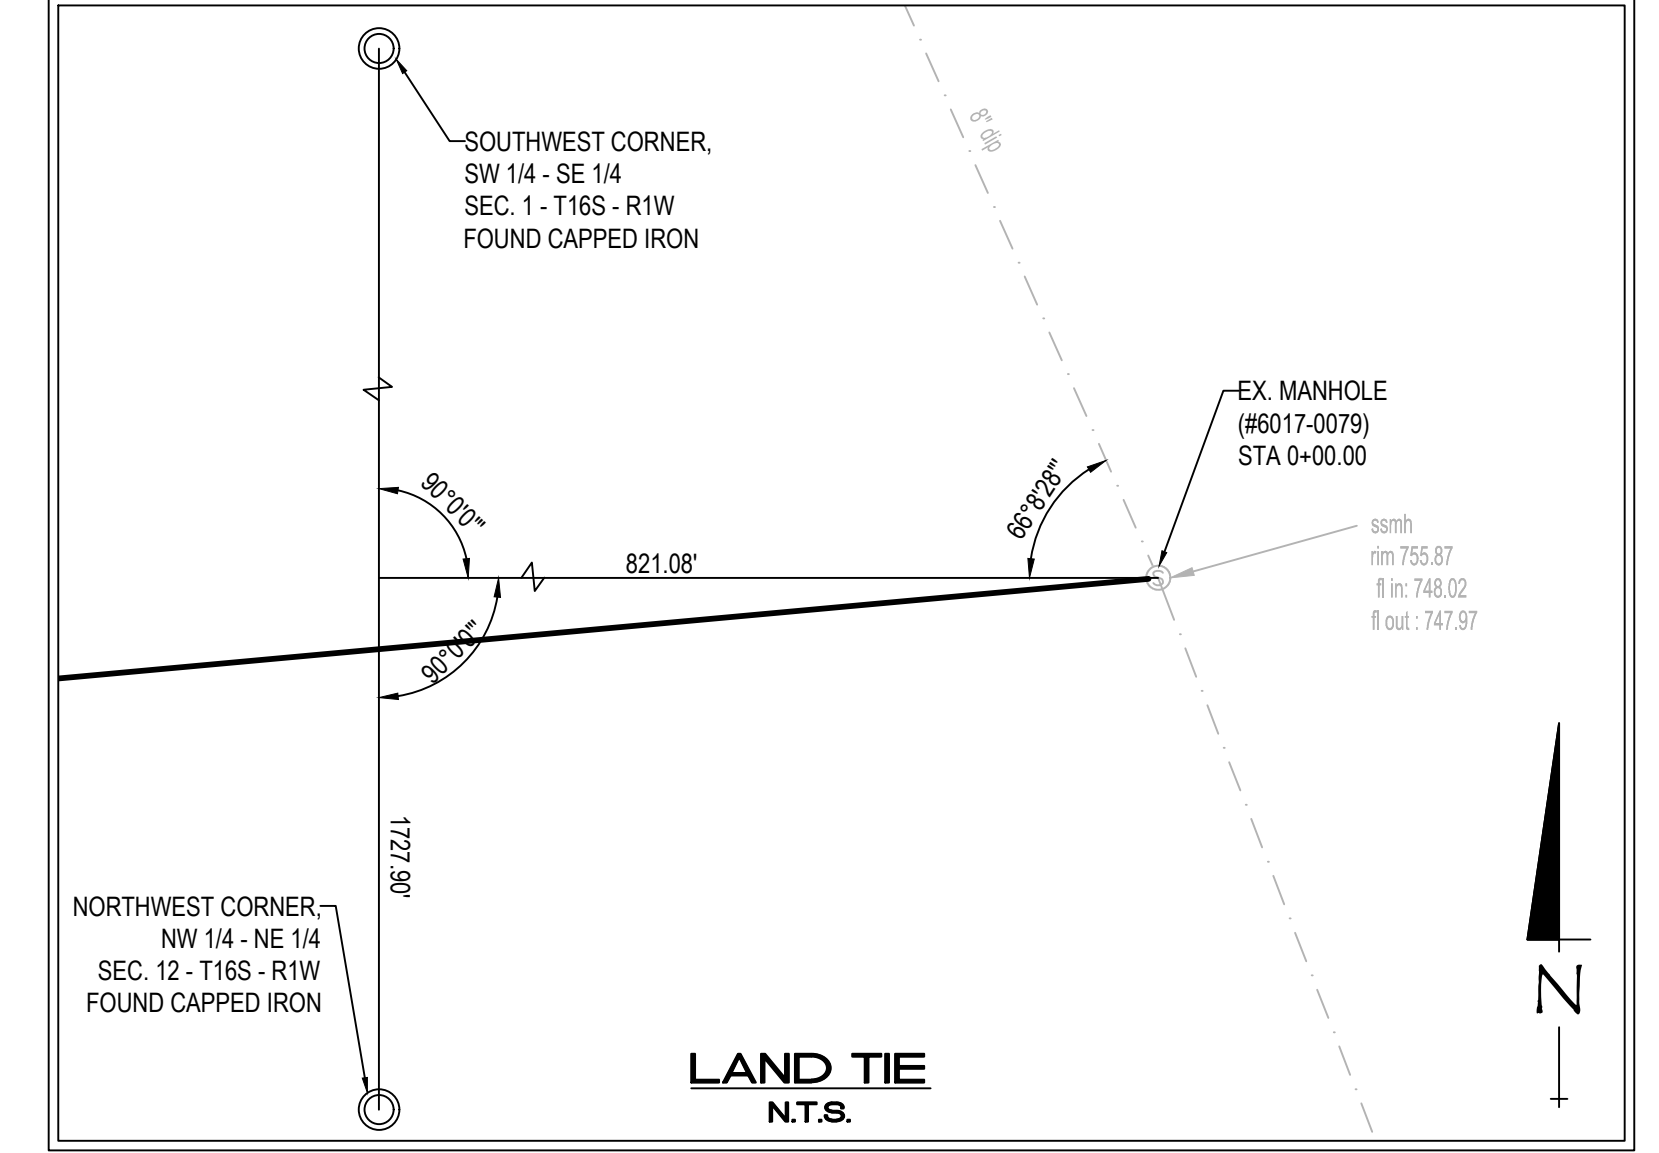 8" dip
SOUTHWEST CORNER,
SW 1/4 - SE 1/4
SEC. 1 - T16S - R1W
FOUND CAPPED IRON
EX. MANHOLE
(#6017-0079)
STA 0+00.00
90°0'0"'
66°8'28"'
821.08'
S
ssmh
rim 755.87
fl in: 748.02
fl out : 747.97
90°0'0"'
1727.90'
NORTHWEST CORNER,
NW 1/4 - NE 1/4
SEC. 12 - T16S - R1W
FOUND CAPPED IRON
N
LAND TIE
N.T.S.